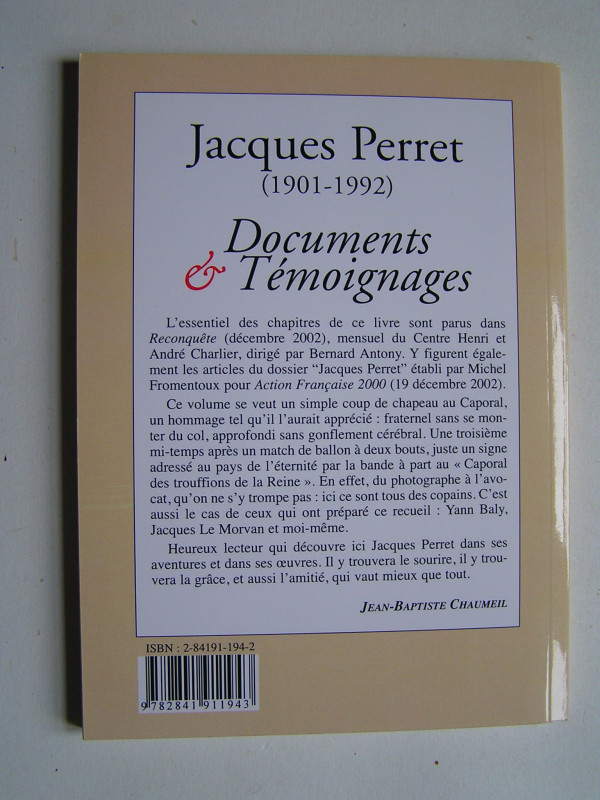 Jacques Perret
(1901-1992)
Documents
& Témoignages
L'essentiel des chapitres de ce livre sont parus dans
Reconquête (décembre 2002), mensuel du Centre Henri et
André Charlier, dirigé par Bernard Antony. Y figurent égale-
ment les articles du dossier “Jacques Perret” établi par Michel
Fromentoux pour Action Française 2000 (19 décembre 2002).
Ce volume se veut un simple coup de chapeau au Caporal,
un hommage tel qu'il l'aurait apprécié : fraternel sans se mon-
ter du col, approfondi sans gonflement cérébral. Une troisième
mi-temps après un match de ballon à deux bouts, juste un signe
adressé au pays de l'éternité par la bande à part au « Caporal
des trouffions de la Reine ». En effet, du photographe à l'avo-
cat, qu'on ne s'y trompe pas : ici ce sont tous des copains. C'est
aussi le cas de ceux qui ont préparé ce recueil : Yann Baly,
Jacques Le Morvan et moi-même.
Heureux lecteur qui découvre ici Jacques Perret dans ses
aventures et dans ses œuvres. Il y trouvera le sourire, il y trou-
vera la grâce, et aussi l'amitié, qui vaut mieux que tout.
JEAN-BAPTISTE CHAUMEIL
ISBN : 2-84191-194-2
9 782841 911943